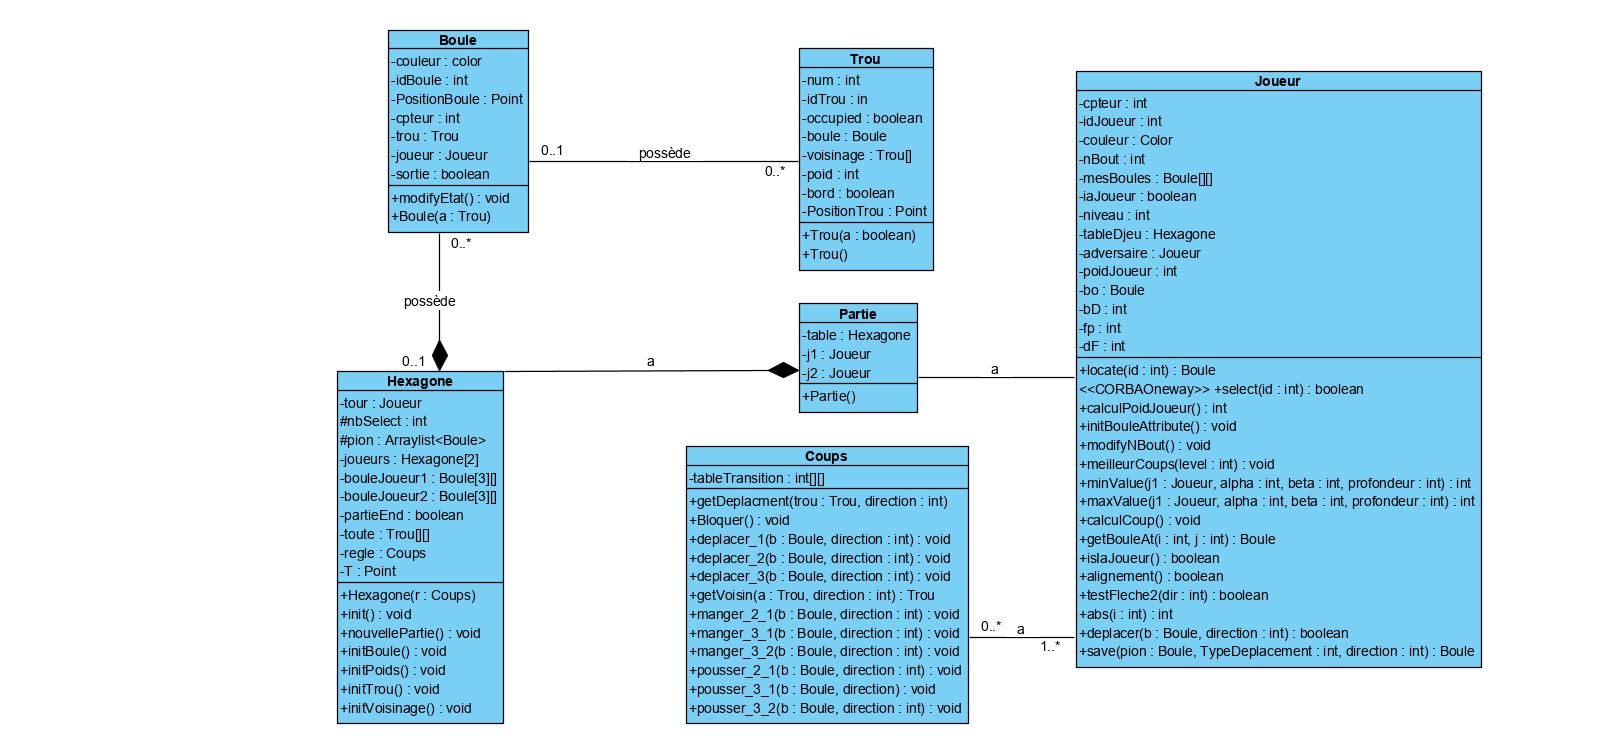 Boule
-couleur : color
-idBoule : int
-PositionBoule : Point
-cpteur : int
-trou : Trou
-joueur : Joueur
-sortie : boolean
+modifyEtat() : void
+Boule(a : Trou)
0..1
possède
0..*
Trou
-num : int
-idTrou : in
-occupied : boolean
-boule : Boule
-voisinage : Trou[]
-poid : int
-bord : boolean
-PositionTrou : Point
+Trou(a : boolean)
+Trou()
Joueur
-cpteur : int
-idJoueur : int
-couleur : Color
-nBout : int
-mesBoules : Boule[][]
-iaJoueur : boolean
-niveau : int
-tableDjeu : Hexagone
-adversaire : Joueur
-poidJoueur : int
-bo : Boule
-bD : int
-fp : int
-dF : int
+locate(id : int) : Boule
<<CORBAOneway>> +select(id : int) : boolean
+calculPoidJoueur() : int
+initBouleAttribute() : void
+modifyNBout() : void
+meilleurCoups(level : int) : void
+minValue(j1 : Joueur, alpha : int, beta : int, profondeur : int) : int
+maxValue(j1 : Joueur, alpha : int, beta : int, profondeur : int) : int
+calculCoup() : void
+getBouleAt(i : int, j : int) : Boule
+isIaJoueur() : boolean
+alignement() : boolean
+testFleche2(dir : int) : boolean
+abs(i : int) : int
+deplacer(b : Boule, direction : int) : boolean
+save(pion : Boule, TypeDeplacement : int, direction : int) : Boule
0..*
possède
0..1
Partie
-table : Hexagone
-j1 : Joueur
-j2 : Joueur
+Partie()
a
a
Hexagone
-tour : Joueur
#nbSelect : int
#pion : Arraylist<Boule>
-joueurs : Hexagone[2]
-bouleJoueur1 : Boule[3][]
-bouleJoueur2 : Boule[3][]
-partieEnd : boolean
-toute : Trou[][]
-regle : Coups
-T : Point
+Hexagone(r : Coups)
+init() : void
+nouvellePartie() : void
+initBoule() : void
+initPoids() : void
+initTrou() : void
+initVoisinage() : void
Coups
-tableTransition : int[][]
+getDeplacment(trou : Trou, direction : int)
+Bloquer() : void
+deplacer_1(b : Boule, direction : int) : void
+deplacer_2(b : Boule, direction : int) : void
+deplacer_3(b : Boule, direction : int) : void
+getVoisin(a : Trou, direction : int) : Trou
+manger_2_1(b : Boule, direction : int) : void
+manger_3_1(b : Boule, direction : int) : void
+manger_3_2(b : Boule, direction : int) : void
+pousser_2_1(b : Boule, direction : int) : void
+pousser_3_1(b : Boule, direction) : void
+pousser_3_2(b : Boule, direction : int) : void
0..*
a
1..*